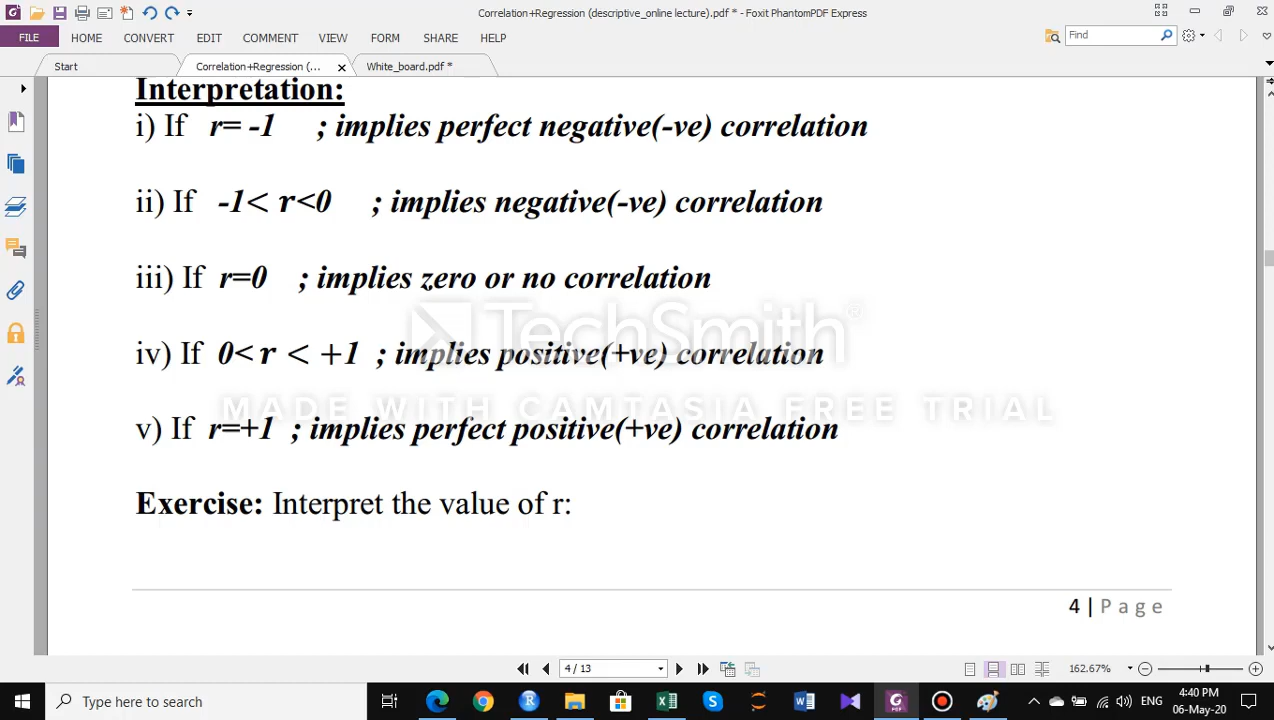 Correlation+Regression (descriptive_online lecture).pdf * - Foxit PhantomPDF Express
FILE HOME CONVERT EDIT COMMENT VIEW FORM SHARE HELP
Find
Start
Correlation+Regression (...
White_board.pdf *
Interpretation:
i) If r= -1 ; implies perfect negative(-ve) correlation
ii) If -1< r<0 ; implies negative(-ve) correlation
iii) If r=0 ; implies zero or no correlation
TechSmith
iv) If 0< r < +1 ; implies positive(+ve) correlation
MADE WITH CAMTASIA FREE TRIAL
v) If r=+1 ; implies perfect positive(+ve) correlation
Exercise: Interpret the value of r:
4 | Page
4 / 13
162.67%
Type here to search
ENG
4:40 PM
06-May-20